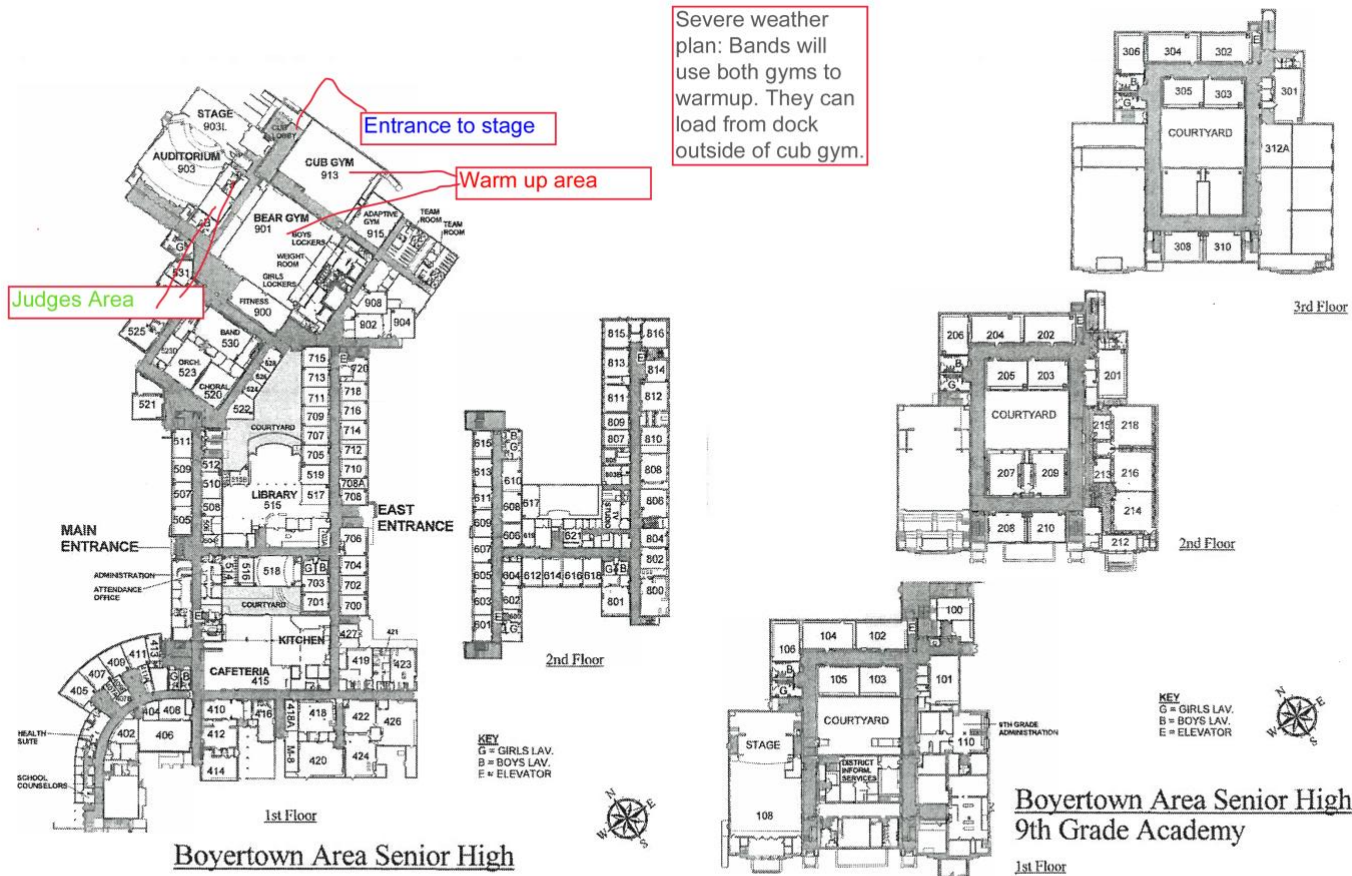 Severe weather
plan: Bands will
use both gyms to
warmup. They can
load from dock
outside of cub gym.
Entrance to stage
Warm up area
Judges Area
STAGE
903L
CUB
LOBBY
AUDITORIUM
903
CUB GYM
913
BEAR GYM
901
BOYS
LOCKERS
WEIGHT
ROOM
GIRLS
LOCKERS
ADAPTIVE
GYM
915
TEAM
ROOM
TEAM
ROOM
FITNESS
900
908
902
904
531
525
BAND
530
ORCH.
523
CHORAL
520
521
522
528
526
524
715
E
720
713
718
711
716
709
714
COURTYARD
707
712
705
710
519
708A
517
708
511
509
512
507
510
505
508
LIBRARY
515
EAST
ENTRANCE
MAIN
ENTRANCE
706
ADMINISTRATION
ATTENDANCE
OFFICE
514
516
518
G
B
703
704
702
701
700
COURTYARD
E
KITCHEN
427
421
419
423
CAFETERIA
415
413
411
409
407
405
G
B
404
408
410
416
418A
418
422
426
402
406
412
M-8
420
424
414
HEALTH
SUITE
SCHOOL
COUNSELORS
1st Floor
KEY
G = GIRLS LAV.
B = BOYS LAV.
E = ELEVATOR
N
E
S
W
Boyertown Area Senior High
815
816
E
813
814
811
812
809
807
810
808
806
804
802
800
TV
STUDIO
615
B
G
613
610
611
608
617
609
606
619
621
607
605
604
612
614
616
618
G
B
603
602
801
601
E
G
2nd Floor
306
304
302
E
B
G
305
303
301
COURTYARD
312A
308
310
3rd Floor
206
204
202
E
B
G
205
203
201
COURTYARD
215
218
207
209
213
216
214
208
210
212
2nd Floor
106
104
102
100
B
G
105
103
101
COURTYARD
STAGE
9TH GRADE
ADMINISTRATION
110
DISTRICT
INFORM.
SERVICES
108
KEY
G = GIRLS LAV.
B = BOYS LAV.
E = ELEVATOR
N
E
S
W
Boyertown Area Senior High
9th Grade Academy
1st Floor